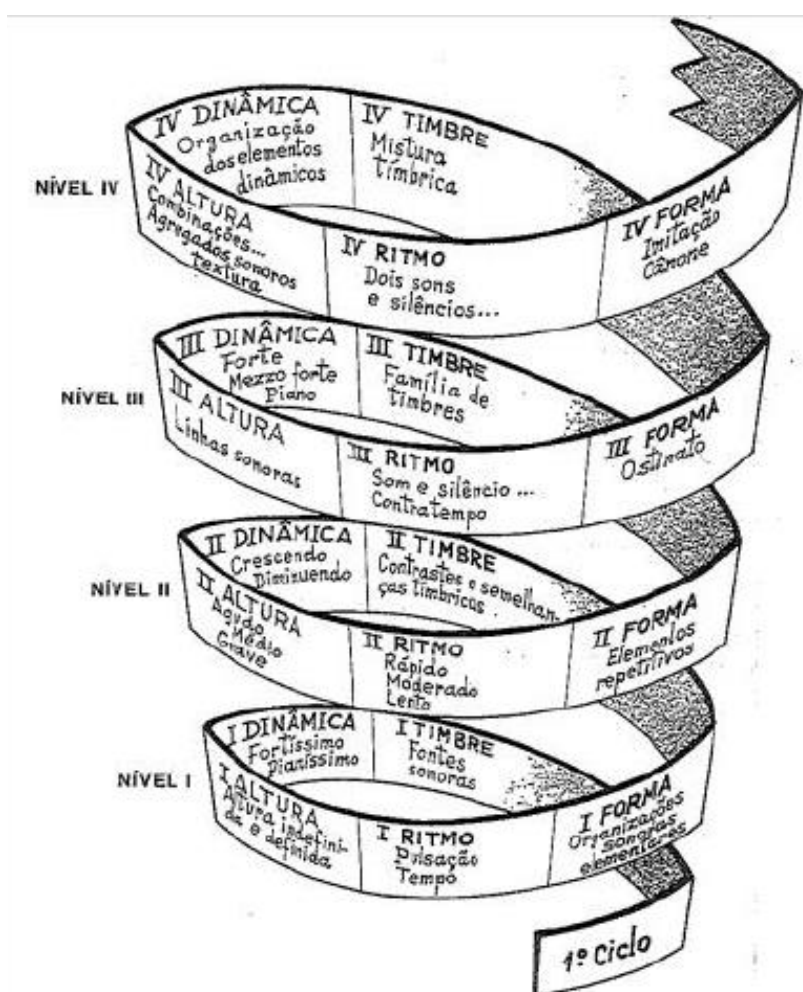 IV DINÂMICA
Organização
dos elementos
dinâmicos
IV TIMBRE
Mistura
tímbrica
NÍVEL IV
IV ALTURA
Combinações...
Agregados sonoros
textura
IV RITMO
Dois sons
e silêncios...
IV FORMA
Imitação
Cânone
III DINÂMICA
Forte
Mezzo forte
Piano
III TIMBRE
Família de
timbres
NÍVEL III
III ALTURA
Linhas sonoras
III RITMO
Som e silêncio ...
Contratempo
III FORMA
Ostinato
II DINÂMICA
Crescendo
Diminuendo
II TIMBRE
Contrastes e semelhan-
ças tímbricas
NÍVEL II
II ALTURA
Agudo
Médio
Grave
II RITMO
Rápido
Moderado
Lento
II FORMA
Elementos
repetitivos
I DINÂMICA
Fortíssimo
Pianíssimo
I TIMBRE
Fontes
sonoras
NÍVEL I
I ALTURA
Altura indefini-
da e definida
I RITMO
Pulsação
Tempo
I FORMA
Organizações
sonoras
elementares
1º Ciclo